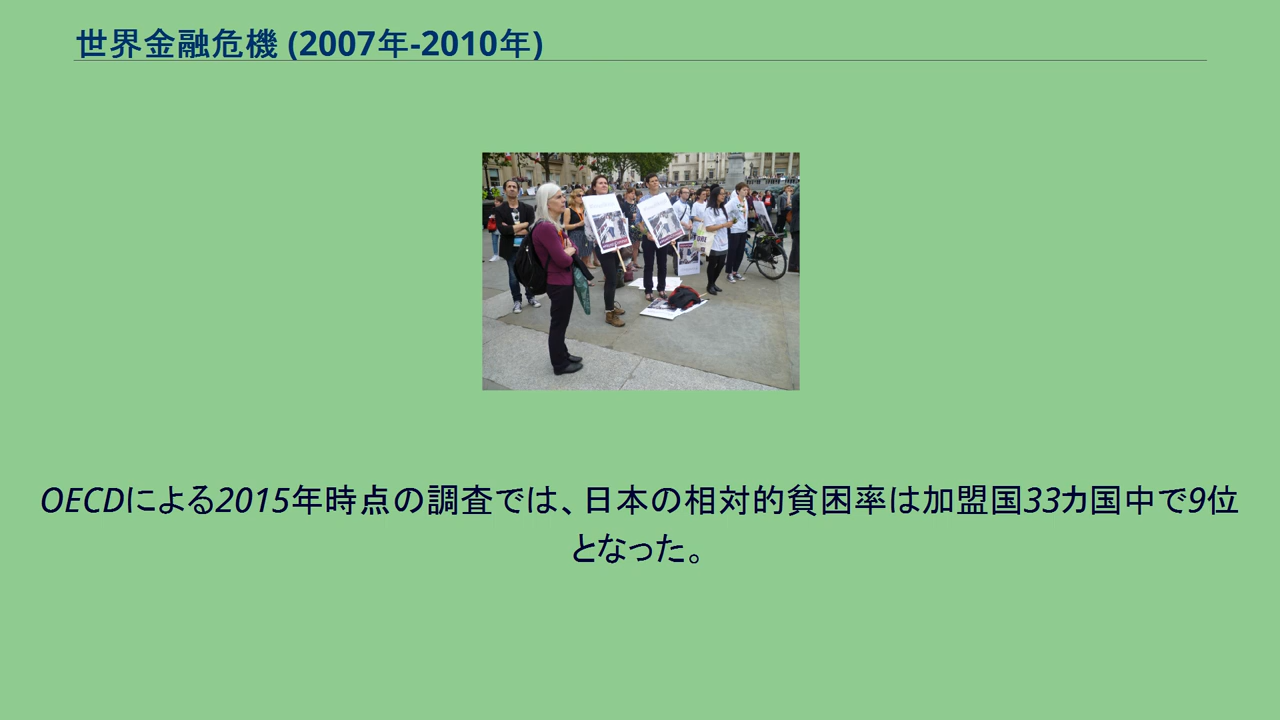 世界金融危機 (2007年-2010年)
OECDによる2015年時点の調査では、日本の相対的貧困率は加盟国33カ国中で9位
となった。